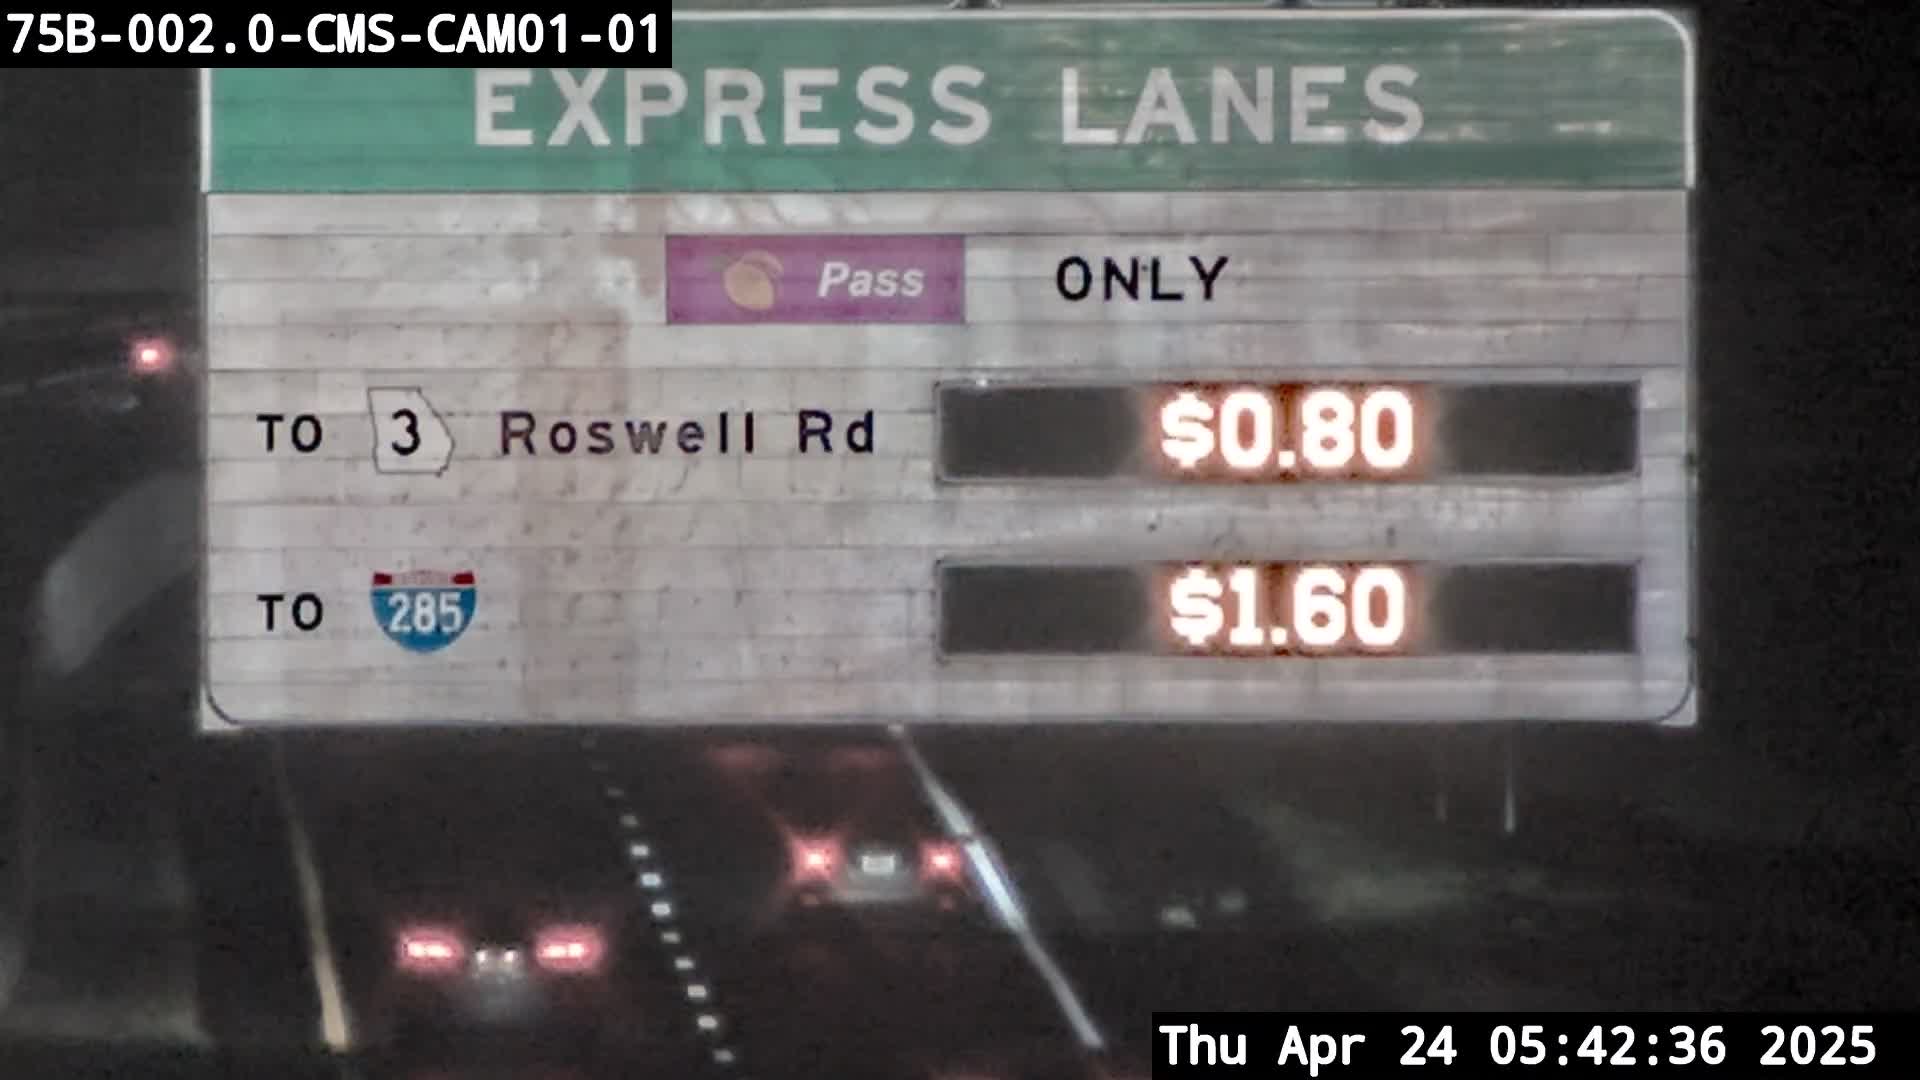 75B-002.0-CMS-CAM01-01
EXPRESS LANES
Pass ONLY
TO 3 Roswell Rd $0.80
TO 285 $1.60
Thu Apr 24 05:42:36 2025